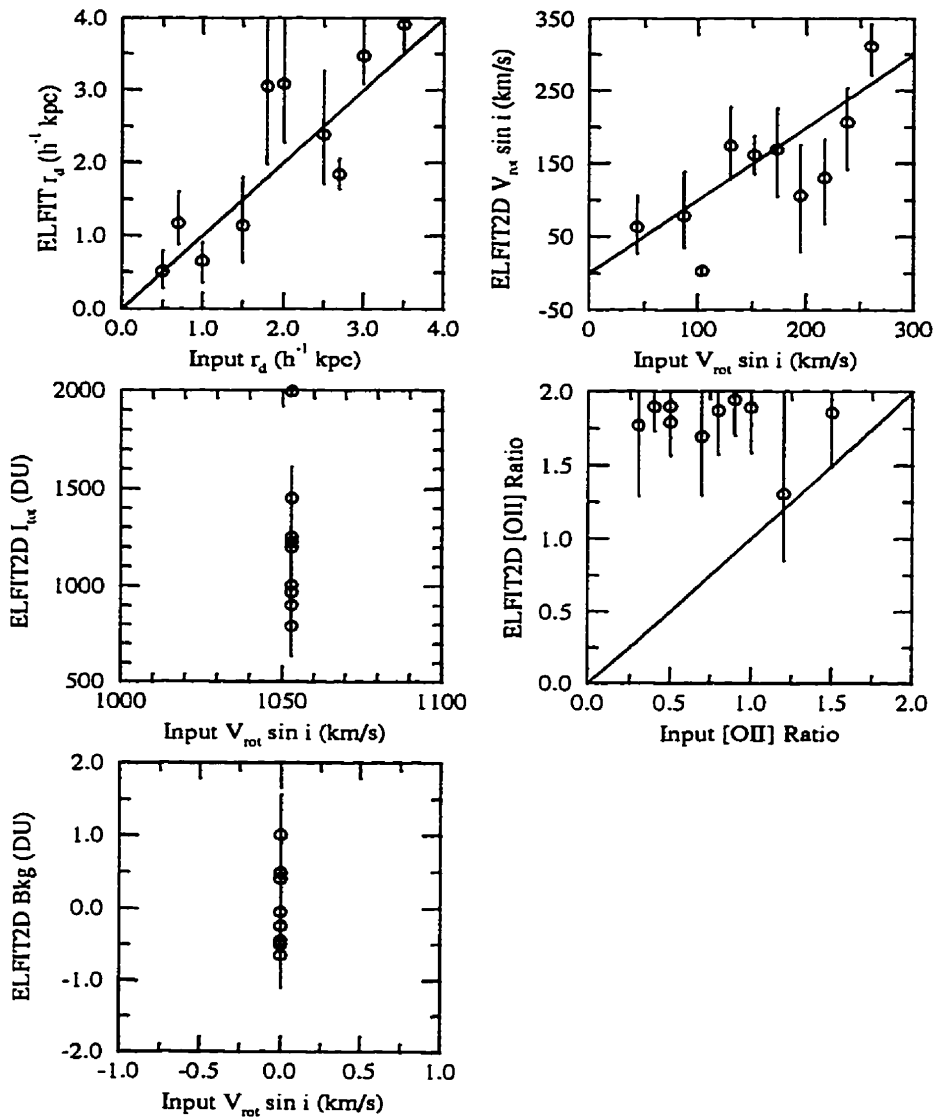 4.0
3.0
2.0
1.0
0.0
ELFIT r_d (h^-1 kpc)
0.0 1.0 2.0 3.0 4.0
Input r_d (h^-1 kpc)
350
250
150
50
-50
ELFIT2D V_rot sin i (km/s)
0 100 200 300
Input V_rot sin i (km/s)
2000
1500
1000
500
ELFIT2D I_tot (DU)
1000 1050 1100
Input V_rot sin i (km/s)
2.0
1.5
1.0
0.5
0.0
ELFIT2D [OII] Ratio
0.0 0.5 1.0 1.5 2.0
Input [OII] Ratio
2.0
1.0
0.0
-1.0
-2.0
ELFIT2D Bkg (DU)
-1.0 -0.5 0.0 0.5 1.0
Input V_rot sin i (km/s)